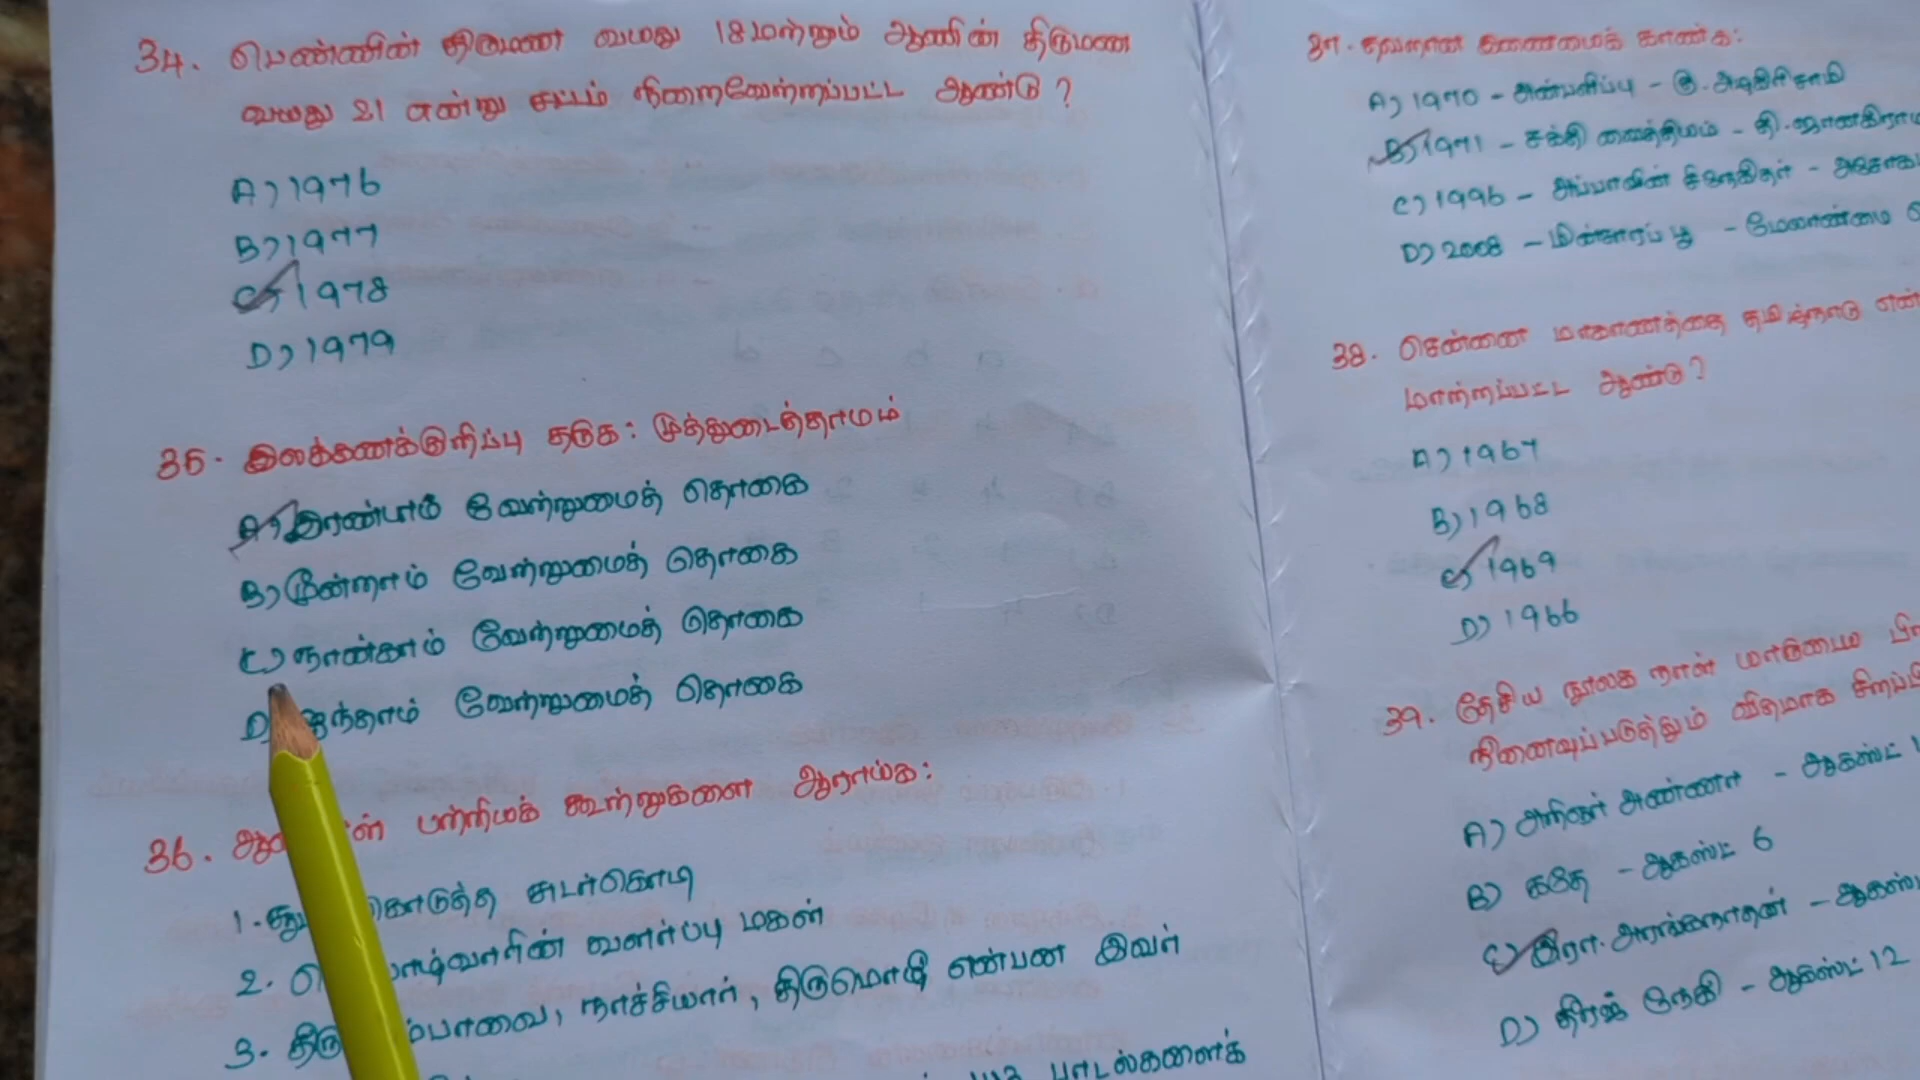 34. பெண்ணின் திருமண வயது 18 மற்றும் ஆணின் திருமண
வயது 21 என்று சட்டம் நிறைவேற்றப்பட்ட ஆண்டு?
A) 1976
B) 1977
C) 1978
D) 1979
35. இலக்கணக்குறிப்பு தருக: முத்துடைத்தாமம்
A) இரண்டாம் வேற்றுமைத் தொகை
B) மூன்றாம் வேற்றுமைத் தொகை
C) நான்காம் வேற்றுமைத் தொகை
D) ஐந்தாம் வேற்றுமைத் தொகை
36. பற்றியக் கூற்றுகளை ஆராய்க:
1. கொடுத்த சுடர்கொடி
2. வளர்ப்பு மகள்
3. நாச்சியார், திருமொழி என்பன இவர்
பாடல்களைக்
37. தவறான இணையைக் காண்க:
A) 1970 - அன்பளிப்பு - கு. அழகிரிசாமி
B) 1971 - சக்தி வைத்தியம் - தி. ஜானகிராம
C) 1996 - அப்பாவின் சிநேகிதர் - அசோக
D) 2008 - மின்சாரப் பூ - மேலாண்மை
38. சென்னை மாகாணத்தை தமிழ்நாடு என்
மாற்றப்பட்ட ஆண்டு?
A) 1967
B) 1968
C) 1969
D) 1966
39. தேசிய நூலக நாள் யாருடைய பிற
நினைவுப்படுத்தும் விதமாக சிறப்பி
A) அறிஞர் அண்ணா - ஆகஸ்ட்
B) கதே - ஆகஸ்ட் 6
C) இரா. அரங்கநாதன் - ஆகஸ்
D) தீரஜ் நேகி - ஆகஸ்ட் 12